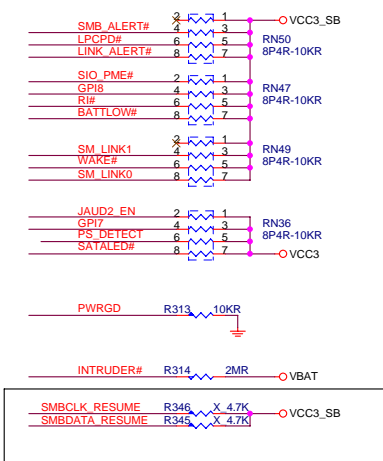 2 1 VCC3_SB
SMB_ALERT# 4 3 RN50
LPCPD# 6 5 8P4R-10KR
LINK_ALERT# 8 7
SIO_PME# 2 1
GPI8 4 3 RN47
RI# 6 5 8P4R-10KR
BATTLOW# 8 7
2 1
SM_LINK1 4 3 RN49
WAKE# 6 5 8P4R-10KR
SM_LINK0 8 7
JAUD2_EN 2 1
GPI7 4 3 RN36
PS_DETECT 6 5 8P4R-10KR
SATALED# 8 7 VCC3
PWRGD R313 10KR
INTRUDER# R314 2MR VBAT
SMBCLK_RESUME R346 X_4.7K VCC3_SB
SMBDATA_RESUME R345 X_4.7K